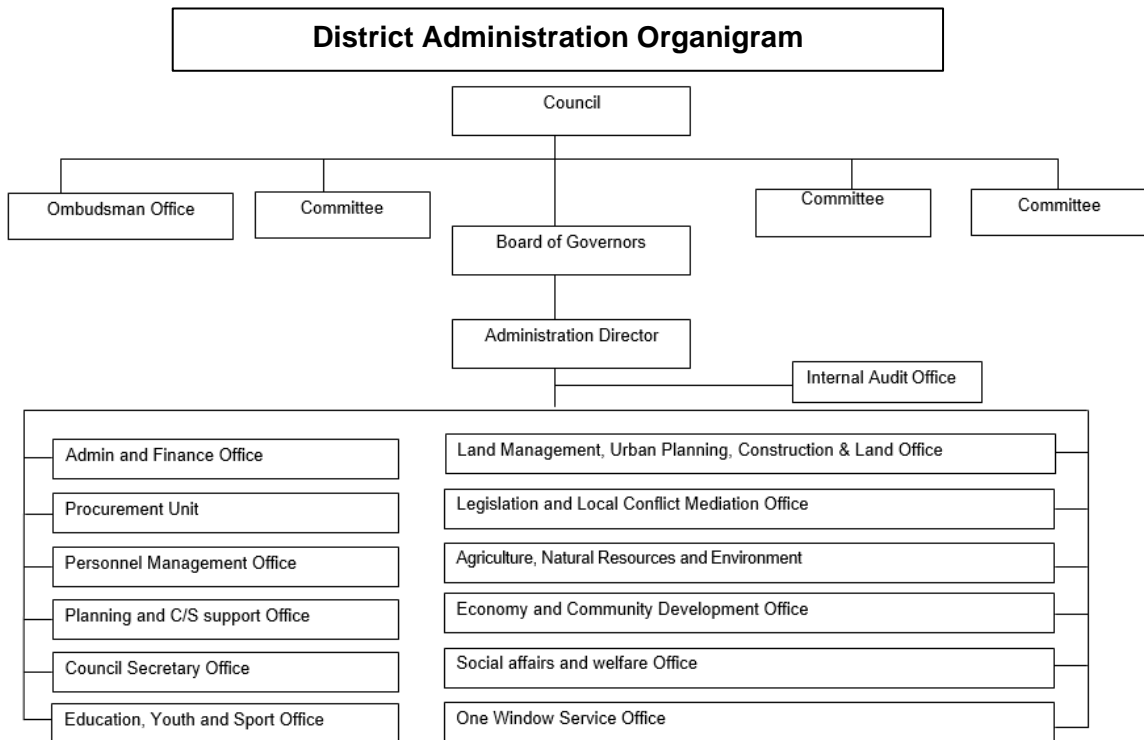 District Administration Organigram
Council
Ombudsman Office
Committee
Committee
Committee
Board of Governors
Administration Director
Internal Audit Office
Admin and Finance Office
Procurement Unit
Personnel Management Office
Planning and C/S support Office
Council Secretary Office
Education, Youth and Sport Office
Land Management, Urban Planning, Construction & Land Office
Legislation and Local Conflict Mediation Office
Agriculture, Natural Resources and Environment
Economy and Community Development Office
Social affairs and welfare Office
One Window Service Office